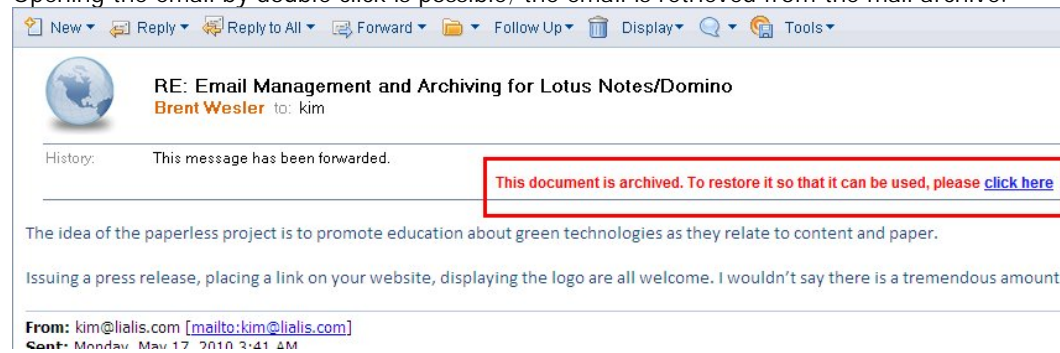 Opening the email by double click is possible, the email is retrieved from the mail archive.
New Reply Reply to All Forward Follow Up Display Tools
RE: Email Management and Archiving for Lotus Notes/Domino
Brent Wesler to: kim
History: This message has been forwarded.
This document is archived. To restore it so that it can be used, please click here
The idea of the paperless project is to promote education about green technologies as they relate to content and paper.
Issuing a press release, placing a link on your website, displaying the logo are all welcome. I wouldn't say there is a tremendous amount
From: kim@lialis.com [mailto:kim@lialis.com]
Sent: Monday, May 17, 2010 3:41 AM